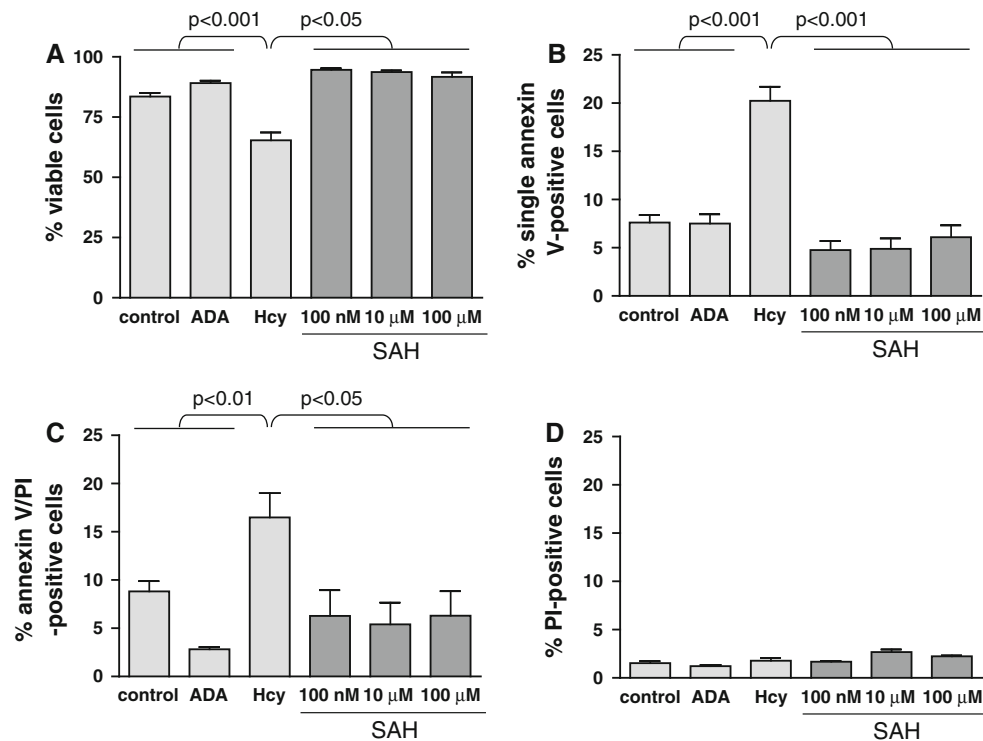 p<0.001 p<0.05
A
% viable cells
100
75
50
25
0
control ADA Hcy 100 nM 10 μM 100 μM
SAH
p<0.001 p<0.001
B
% single annexin
V-positive cells
25
20
15
10
5
0
control ADA Hcy 100 nM 10 μM 100 μM
SAH
p<0.01 p<0.05
C
% annexin V/PI
-positive cells
25
20
15
10
5
0
control ADA Hcy 100 nM 10 μM 100 μM
SAH
D
% PI-positive cells
25
20
15
10
5
0
control ADA Hcy 100 nM 10 μM 100 μM
SAH